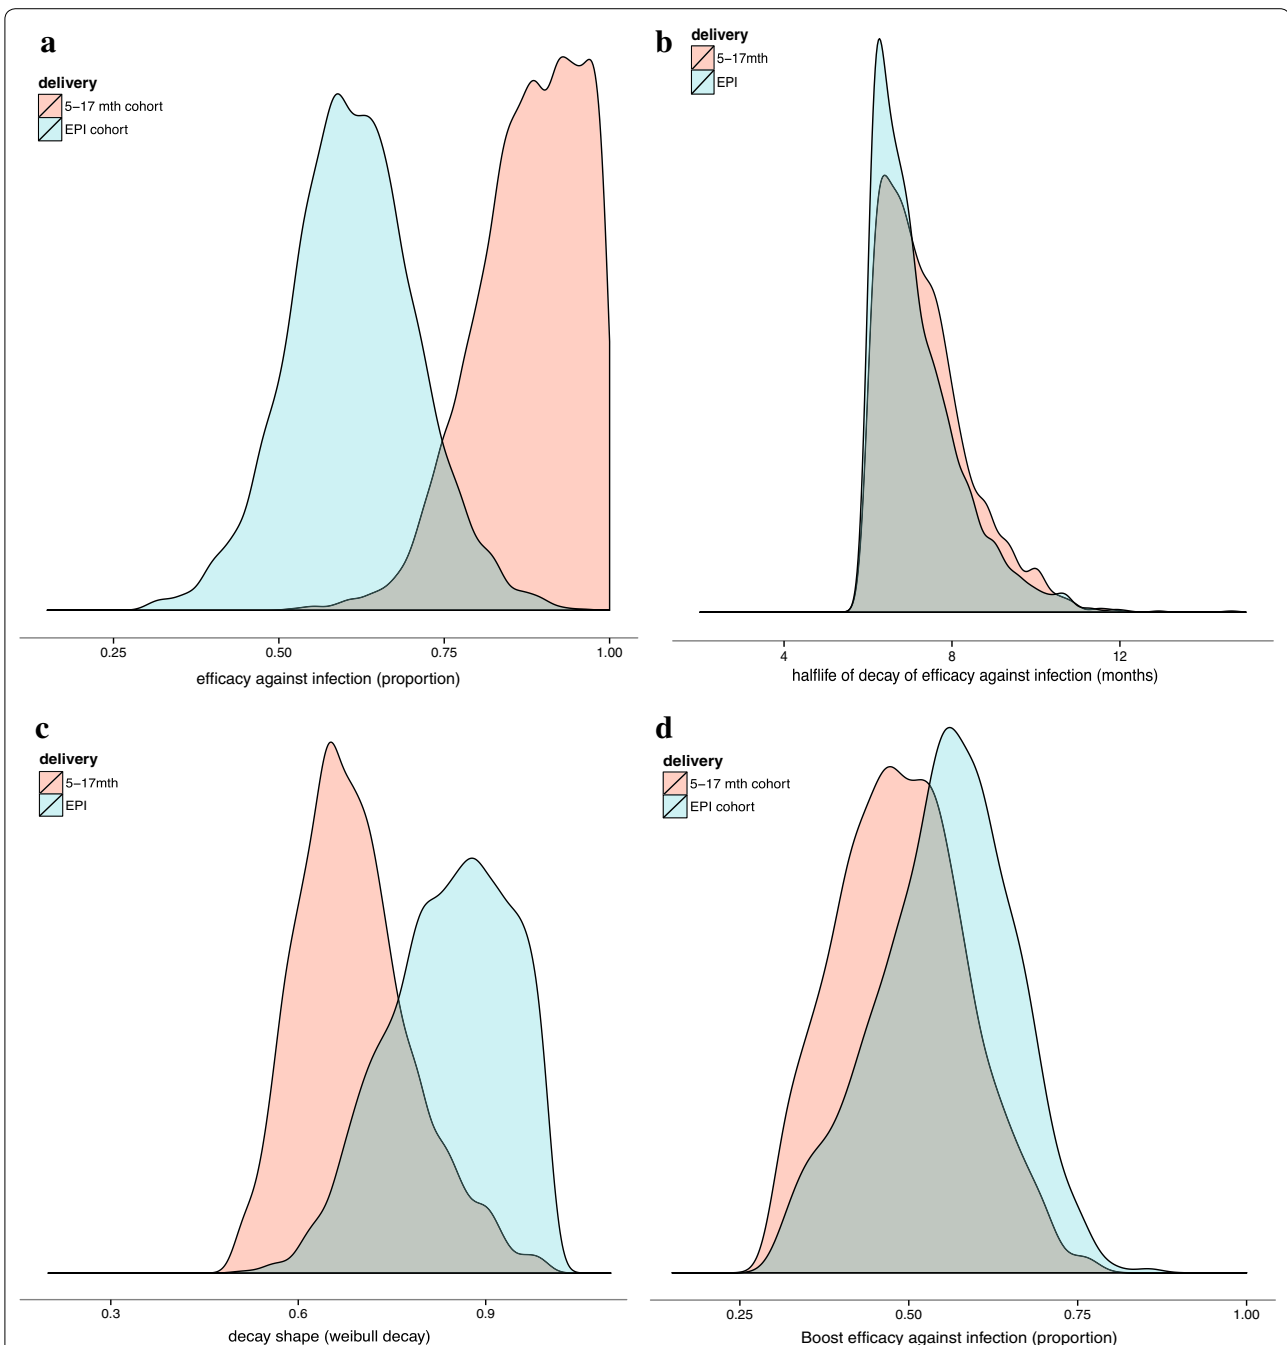 a
delivery
5–17 mth cohort
EPI cohort
0.25 0.50 0.75 1.00
efficacy against infection (proportion)
b
delivery
5–17mth
EPI
4 8 12
halflife of decay of efficacy against infection (months)
c
delivery
5–17mth
EPI
0.3 0.6 0.9
decay shape (weibull decay)
d
delivery
5–17 mth cohort
EPI cohort
0.25 0.50 0.75 1.00
Boost efficacy against infection (proportion)